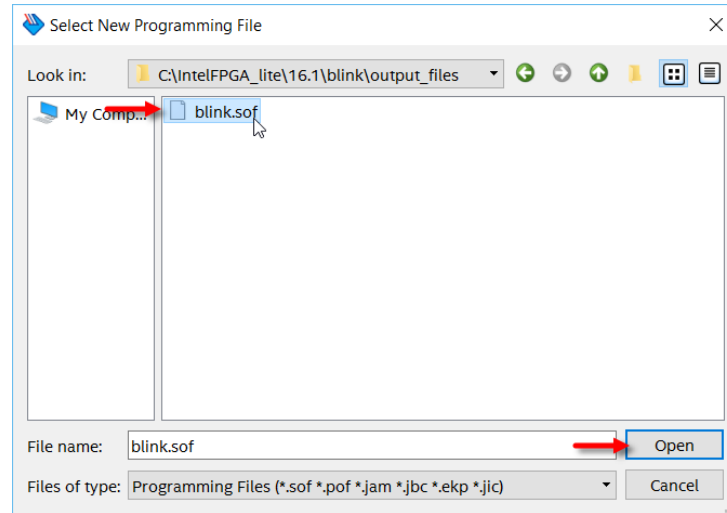 Select New Programming File
Look in: C:\IntelFPGA_lite\16.1\blink\output_files
My Comp... blink.sof
File name: blink.sof Open
Files of type: Programming Files (*.sof *.pof *.jam *.jbc *.ekp *.jic) Cancel